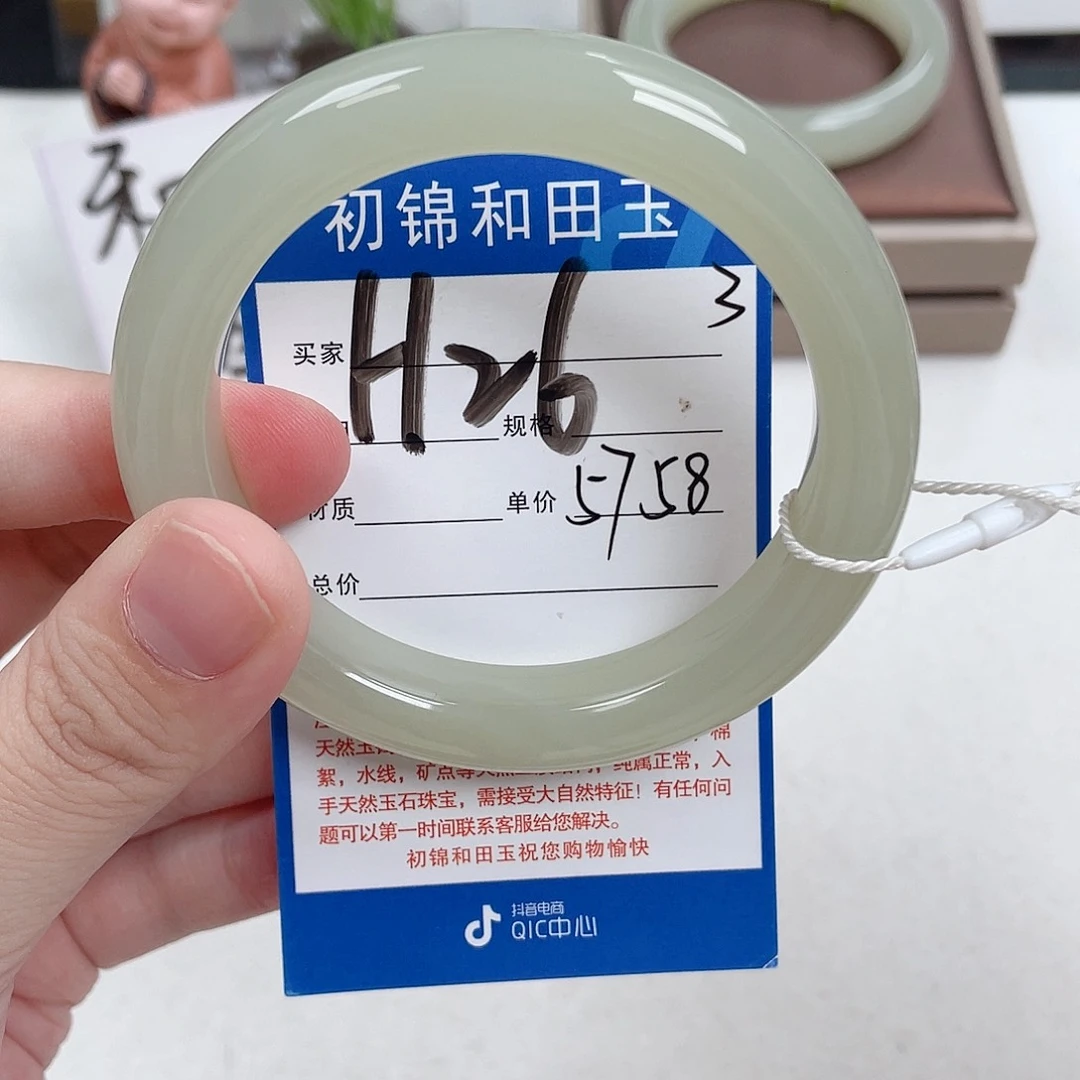 初锦和田玉
3
买家 H26
规格
材质 单价 5758
总价
天然玉
絮，水线，矿点等天然 纯属正常，入
手天然玉石珠宝，需接受大自然特征！有任何问
题可以第一时间联系客服给您解决。
初锦和田玉祝您购物愉快
抖音电商
QIC中心